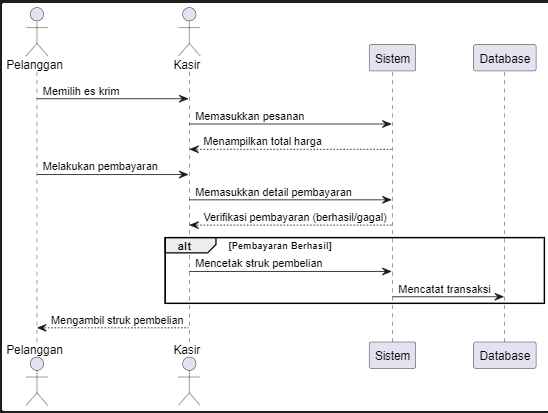 Pelanggan
Kasir
Sistem
Database
Memilih es krim
Memasukkan pesanan
Menampilkan total harga
Melakukan pembayaran
Memasukkan detail pembayaran
Verifikasi pembayaran (berhasil/gagal)
alt [Pembayaran Berhasil]
Mencetak struk pembelian
Mencatat transaksi
Mengambil struk pembelian
Pelanggan
Kasir
Sistem
Database